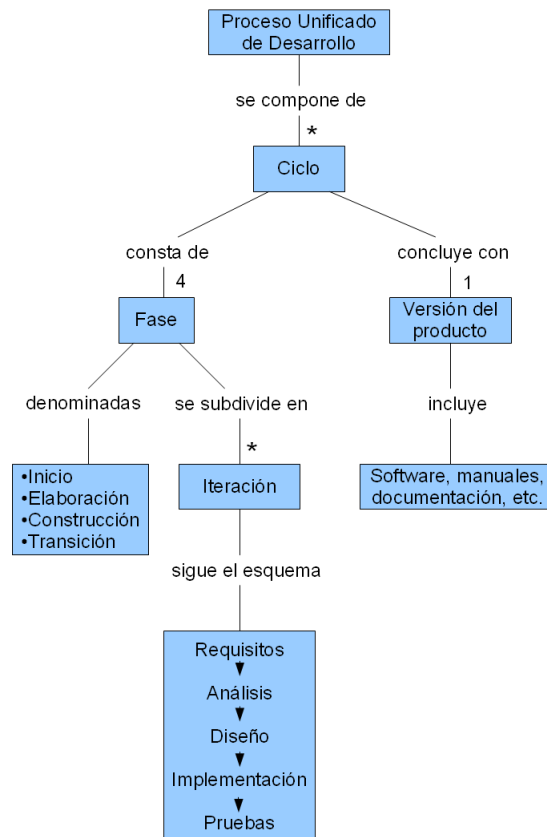 Proceso Unificado
de Desarrollo
se compone de
*
Ciclo
consta de
4
concluye con
1
Fase
Versión del
producto
denominadas
se subdivide en
*
incluye
•Inicio
•Elaboración
•Construcción
•Transición
Iteración
Software, manuales,
documentación, etc.
sigue el esquema
Requisitos
Análisis
Diseño
Implementación
Pruebas